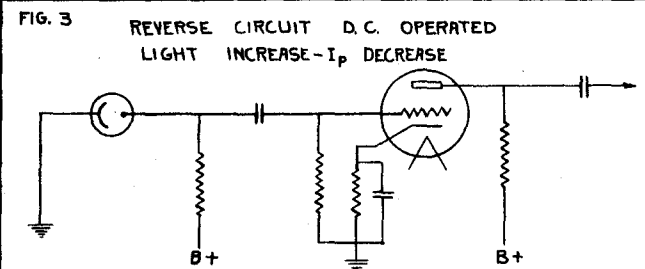 FIG. 3
REVERSE CIRCUIT D.C. OPERATED
LIGHT INCREASE-Ip DECREASE
B+ B+